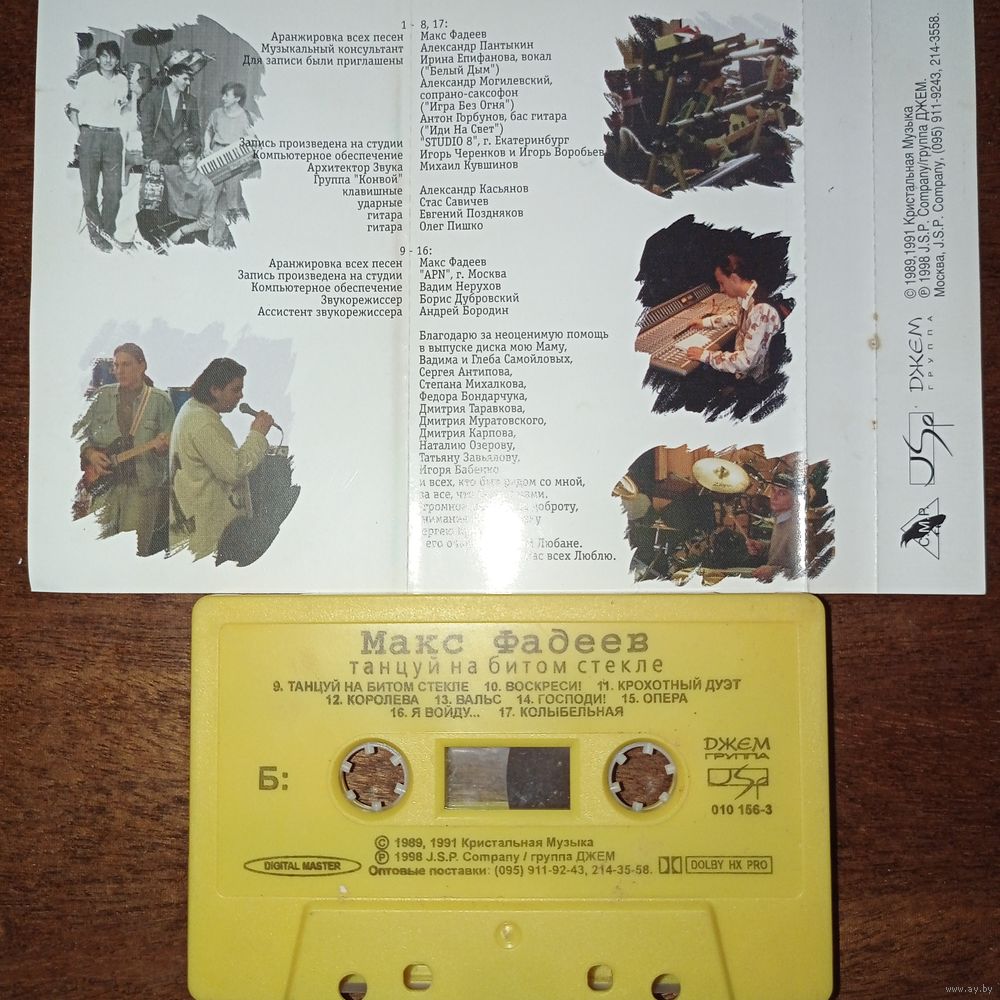 1 - 8, 17:
Аранжировка всех песен Макс Фадеев
Музыкальный консультант Александр Пантыкин
Для записи были приглашены Ирина Епифанова, вокал
("Белый Дым")
Александр Могилевский,
сопрано-саксофон
("Игра Без Огня")
Антон Горбунов, бас гитара
("Иди На Свет")
Запись произведена на студии "STUDIO 8", г. Екатеринбург
Компьютерное обеспечение Игорь Черенков и Игорь Воробьев
Архитектор Звука Михаил Кувшинов
Группа "Конвой"
клавишные Александр Касьянов
ударные Стас Савичев
гитара Евгений Поздняков
гитара Олег Пишко
9 - 16:
Аранжировка всех песен Макс Фадеев
Запись произведена на студии "APN", г. Москва
Компьютерное обеспечение Вадим Нерухов
Звукорежиссер Борис Дубровский
Ассистент звукорежиссера Андрей Бородин
Благодарю за неоценимую помощь
в выпуске диска мою Маму,
Вадима и Глеба Самойловых,
Сергея Антипова,
Степана Михалкова,
Федора Бондарчука,
Дмитрия Таравкова,
Дмитрия Муратовского,
Дмитрия Карпова,
Наталию Озерову,
Татьяну Завьялову,
Игоря Бабенко
и всех, кто был рядом со мной,
за все,
доброту,
Любане.
всех Люблю.
© 1989,1991 Кристальная Музыка
℗ 1998 J.S.P. Company/группа ДЖЕМ.
Москва, J.S.P. Company, (095) 911-9243, 214-3558.
ДЖЕМ
ГРУППА
JSP
C.M.P.
Макс Фадеев
танцуй на битом стекле
9. ТАНЦУЙ НА БИТОМ СТЕКЛЕ 10. ВОСКРЕСИ! 11. КРОХОТНЫЙ ДУЭТ
12. КОРОЛЕВА 13. ВАЛЬС 14. ГОСПОДИ! 15. ОПЕРА
16. Я ВОЙДУ... 17. КОЛЫБЕЛЬНАЯ
Б:
ДЖЕМ
ГРУППА
JSP
010 156-3
© 1989, 1991 Кристальная Музыка
℗ 1998 J.S.P. Company / группа ДЖЕМ
Оптовые поставки: (095) 911-92-43, 214-35-58.
DIGITAL MASTER
DOLBY HX PRO
www.ay.by